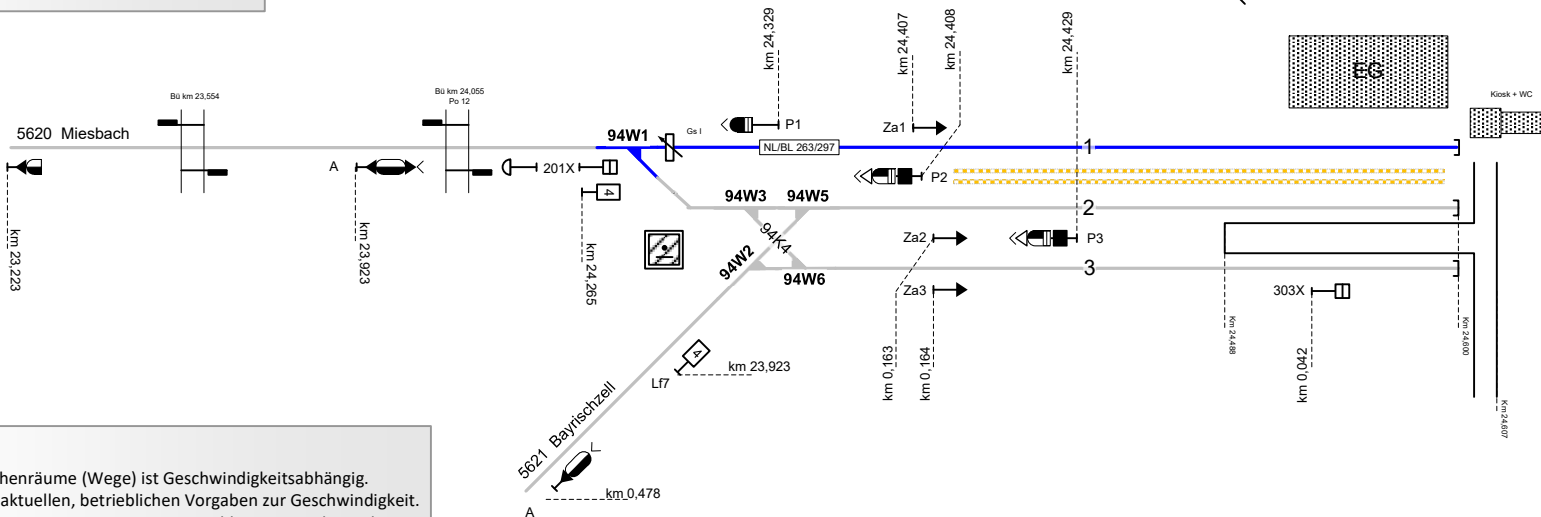 km 24,329
km 24,407
km 24,408
km 24,429
EG
Kiosk + WC
Bü km 23,554
Bü km 24,055
Po 12
5620 Miesbach
94W1
Gs I
P1
Za1
NL/BL 263/297
1
A
201X
4
P2
94W3
94W5
2
94K4
94W2
94W6
Za2
P3
3
Za3
303X
km 23,223
km 23,923
km 24,265
4
km 23,923
Lf7
km 0,163
km 0,164
Km 24,488
km 0,042
Km 24,600
Km 24,607
5621 Bayrischzell
km 0,478
A
henräume (Wege) ist Geschwindigkeitsabhängig.
aktuellen, betrieblichen Vorgaben zur Geschwindigkeit.